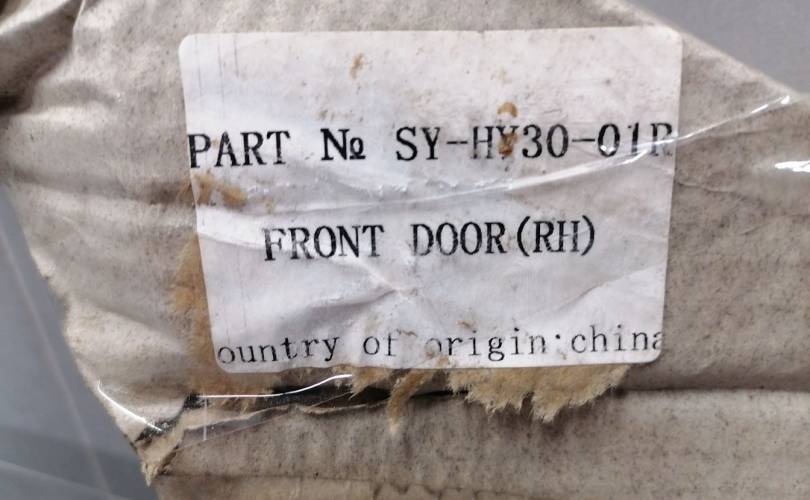 PART № SY-HY30-01R
FRONT DOOR(RH)
ountry of origin:china